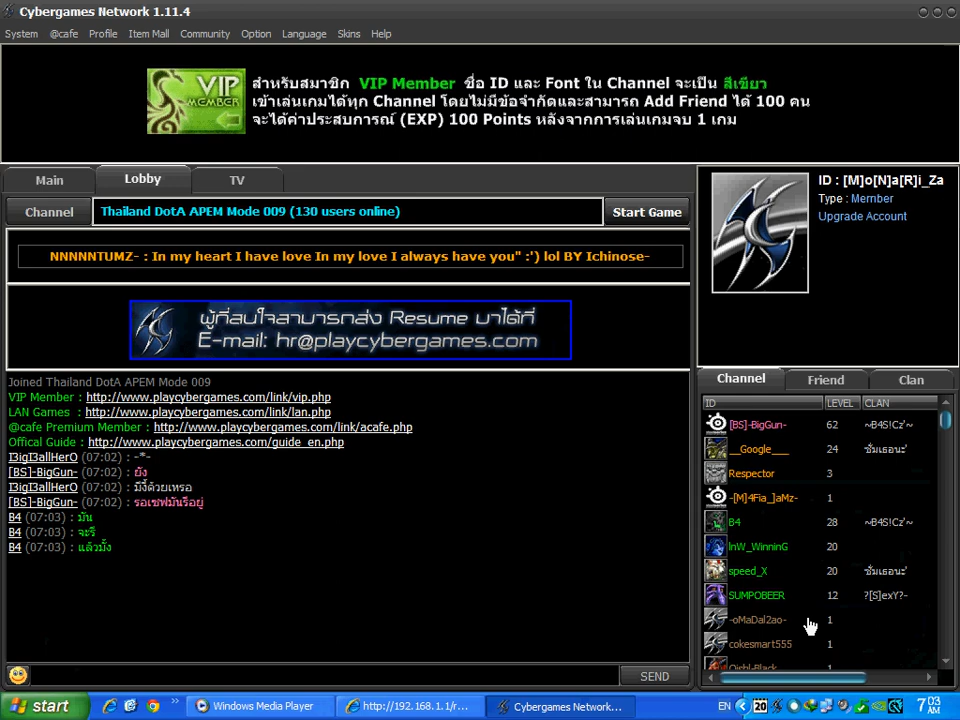 Cybergames Network 1.11.4
System @cafe Profile Item Mall Community Option Language Skins Help
VIP MEMBER
สำหรับสมาชิก VIP Member ชื่อ ID และ Font ใน Channel จะเป็น สีเขียว
เข้าเล่นเกมได้ทุก Channel โดยไม่มีข้อจำกัดและสามารถ Add Friend ได้ 100 คน
จะได้ค่าประสบการณ์ (EXP) 100 Points หลังจากการเล่นเกมจบ 1 เกม
Main Lobby TV
Channel Thailand DotA APEM Mode 009 (130 users online) Start Game
NNNNNTUMZ- : In my heart I have love In my love I always have you" :') lol BY Ichinose-
ผู้ที่สนใจสามารถส่ง Resume มาได้ที่
E-mail: hr@playcybergames.com
Joined Thailand DotA APEM Mode 009
VIP Member : http://www.playcybergames.com/link/vip.php
LAN Games : http://www.playcybergames.com/link/lan.php
@cafe Premium Member : http://www.playcybergames.com/link/acafe.php
Offical Guide : http://www.playcybergames.com/guide_en.php
I3igI3allHerO (07:02) : -*-
[BS]-BigGun- (07:02) : ยัง
I3igI3allHerO (07:02) : มีงี้ด้วยเหรอ
[BS]-BigGun- (07:02) : รอเซฟมันรีอยู่
B4 (07:03) : มัน
B4 (07:03) : จะรี
B4 (07:03) : แล้วมั้ง
SEND
ID : [M]o[N]a[R]i_Za
Type : Member
Upgrade Account
Channel Friend Clan
ID LEVEL CLAN
[BS]-BigGun- 62 ~B4S!Cz'~
__Google___ 24 ชั่มเธอนะ'
Respector 3
-[M]4Fia_]aMz- 1
B4 28 ~B4S!Cz'~
lnW_WinninG 20
speed_X 20 ชั่มเธอนะ'
SUMPOBEER 12 ?[S]exY?-
-oMaDal2ao- 1
cokesmart555 1
OishI-Black 1
start Windows Media Player http://192.168.1.1/r... Cybergames Network... EN 20 7:03 AM